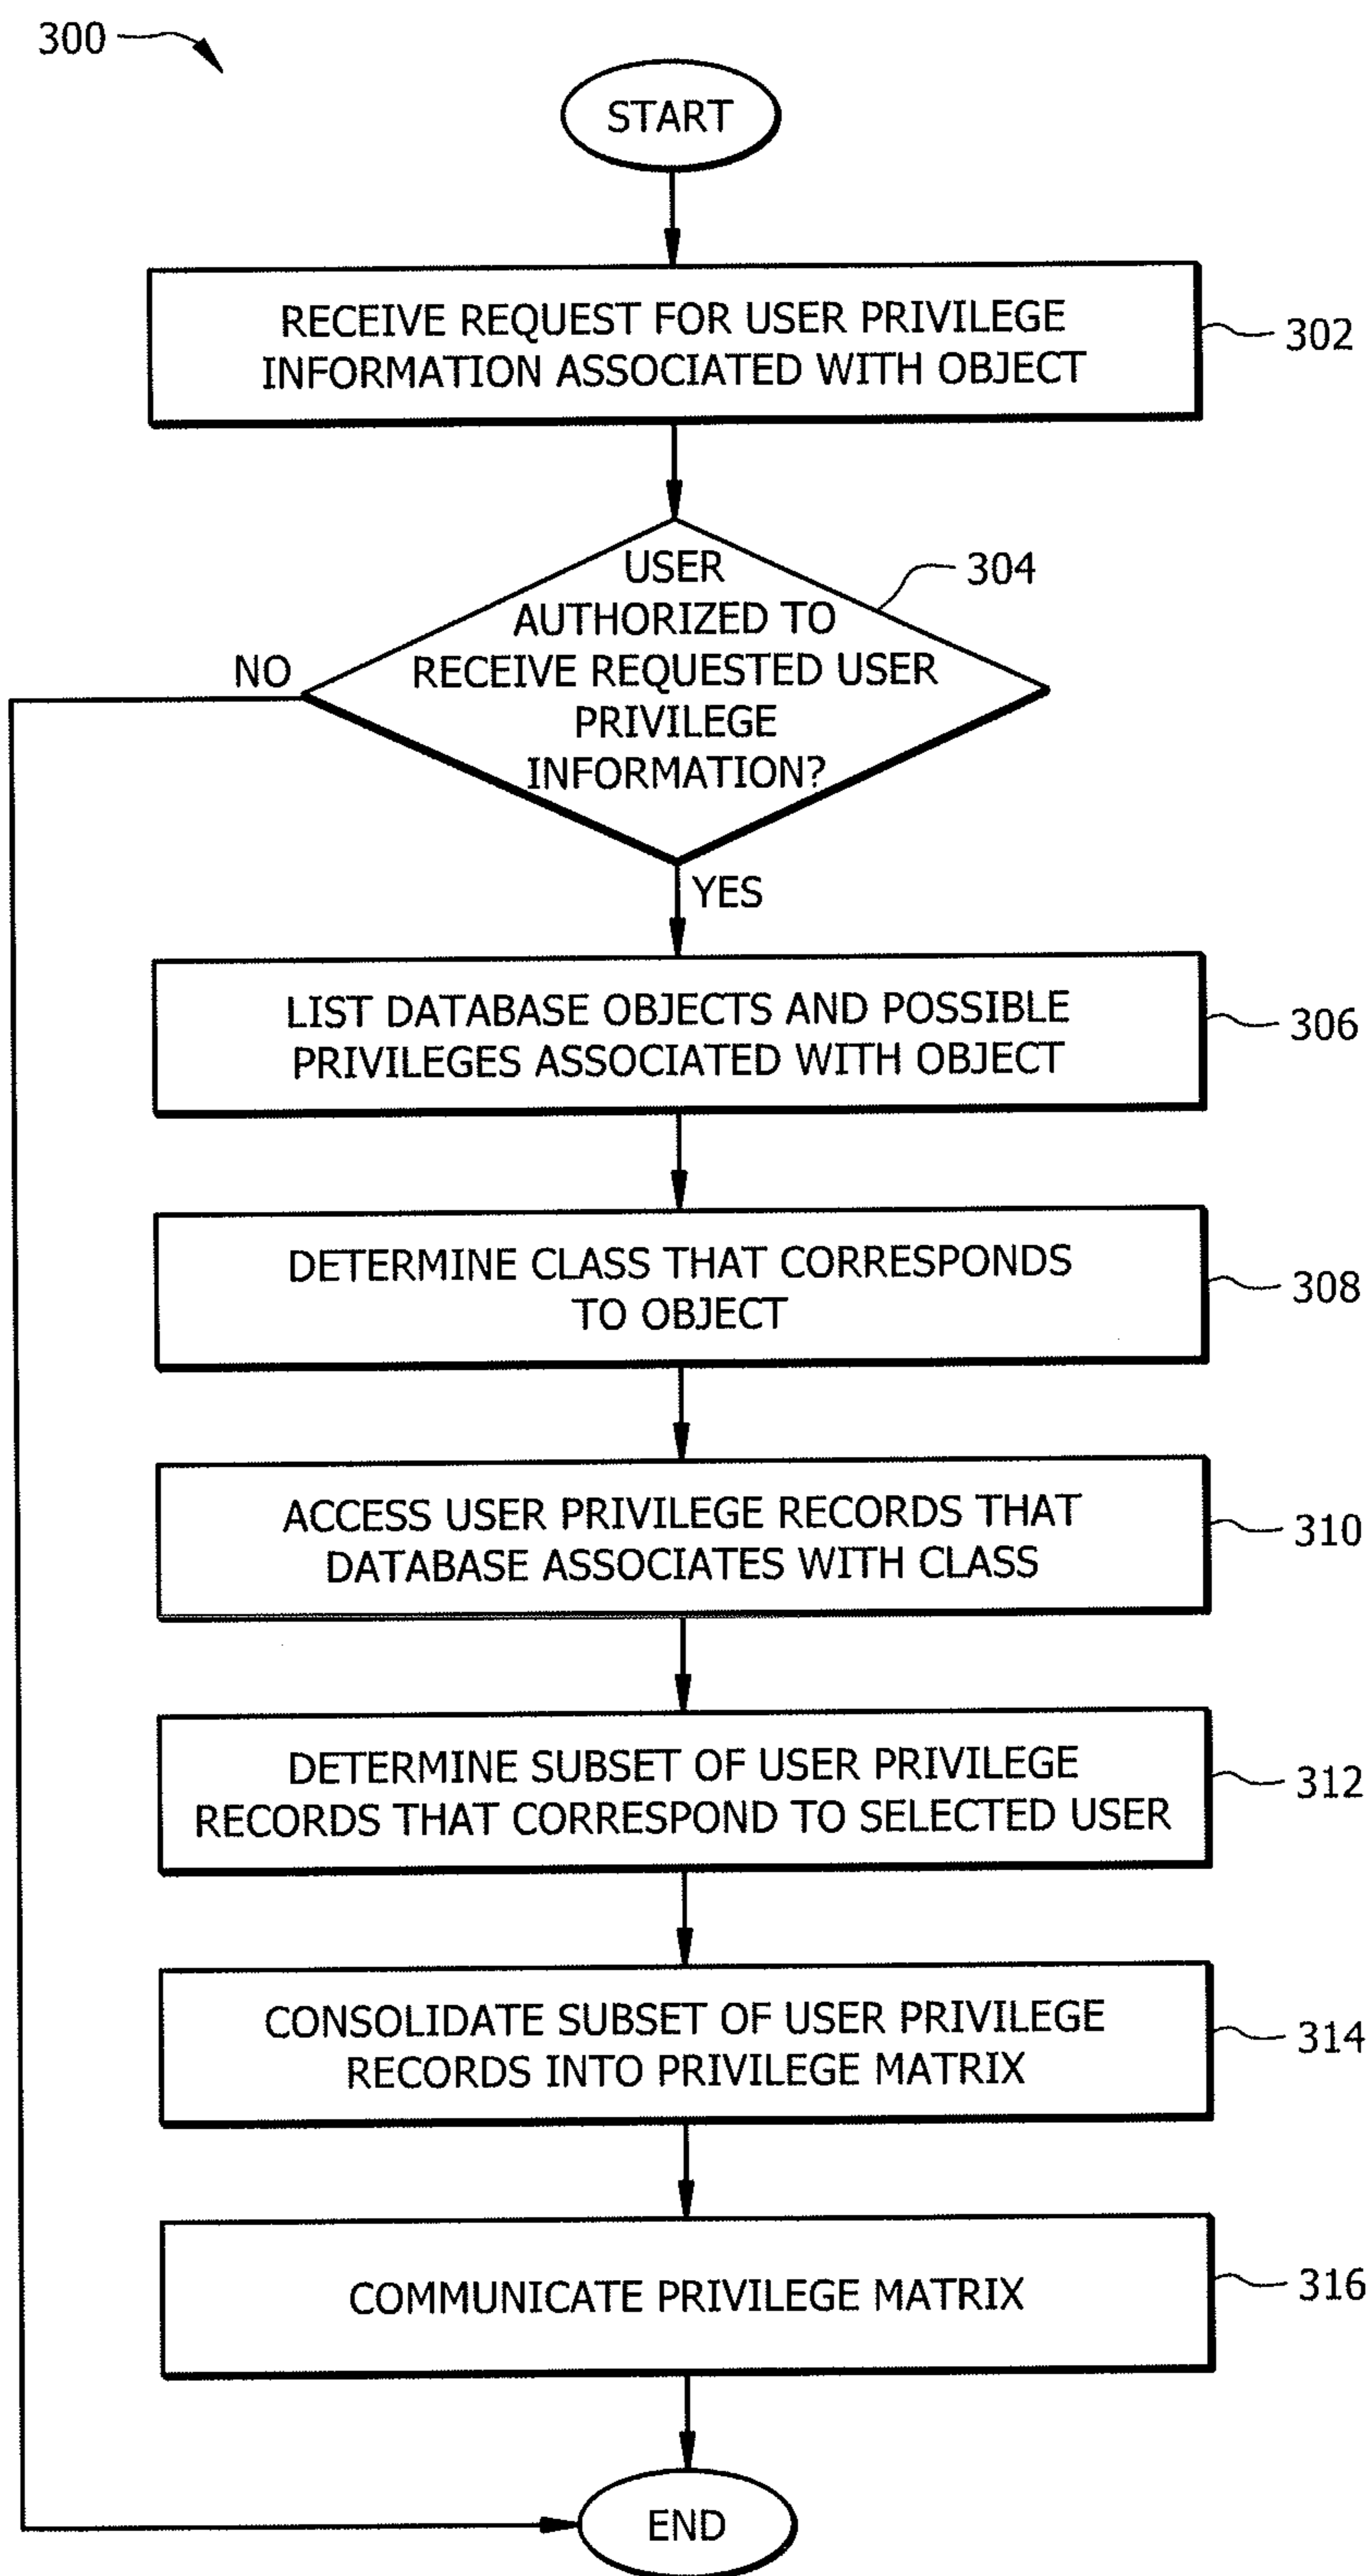 300
START
RECEIVE REQUEST FOR USER PRIVILEGE
INFORMATION ASSOCIATED WITH OBJECT
302
USER
AUTHORIZED TO
RECEIVE REQUESTED USER
PRIVILEGE
INFORMATION?
304
NO
YES
LIST DATABASE OBJECTS AND POSSIBLE
PRIVILEGES ASSOCIATED WITH OBJECT
306
DETERMINE CLASS THAT CORRESPONDS
TO OBJECT
308
ACCESS USER PRIVILEGE RECORDS THAT
DATABASE ASSOCIATES WITH CLASS
310
DETERMINE SUBSET OF USER PRIVILEGE
RECORDS THAT CORRESPOND TO SELECTED USER
312
CONSOLIDATE SUBSET OF USER PRIVILEGE
RECORDS INTO PRIVILEGE MATRIX
314
COMMUNICATE PRIVILEGE MATRIX
316
END